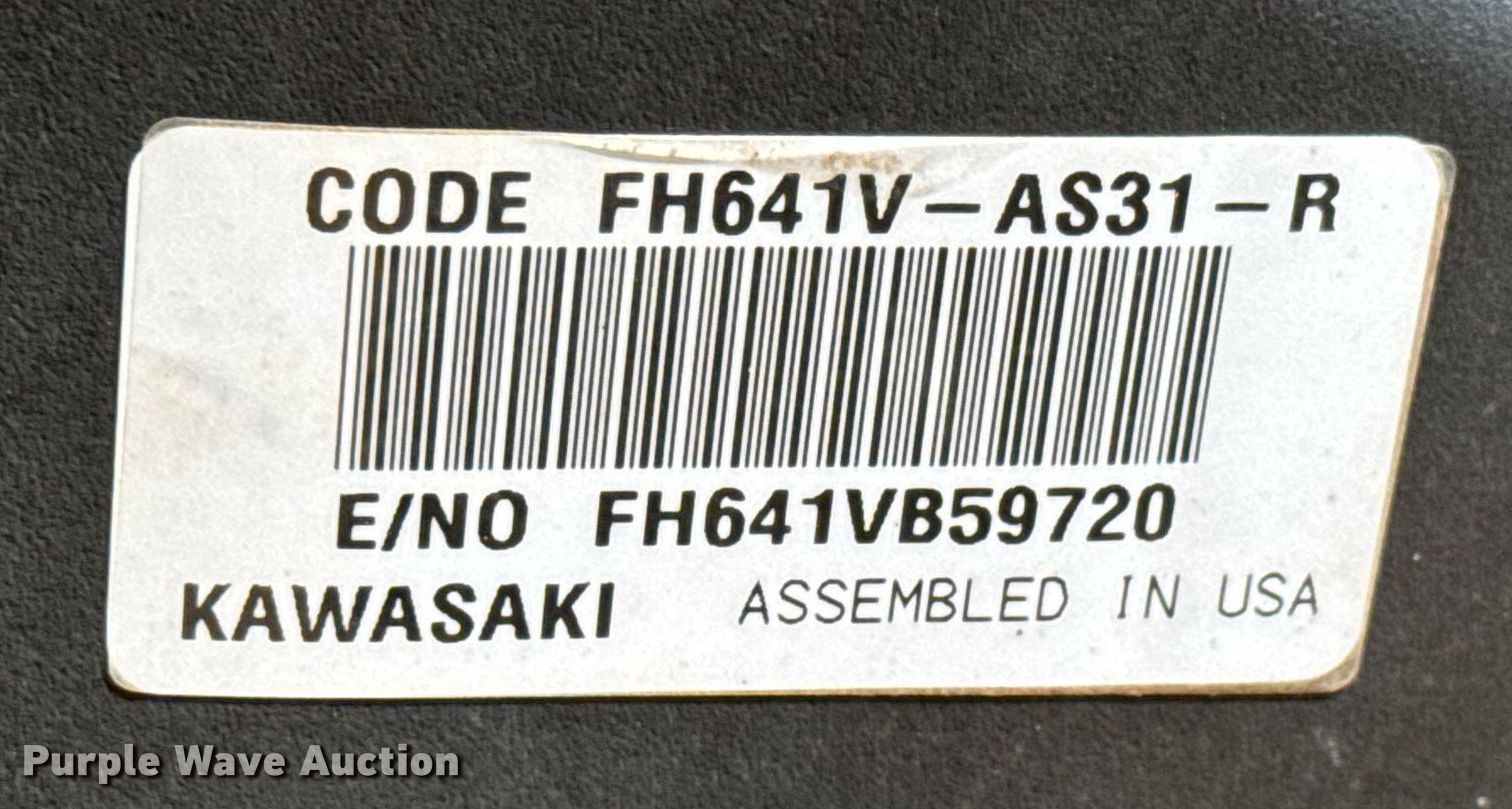 CODE FH641V-AS31-R
E/NO FH641VB59720
KAWASAKI ASSEMBLED IN USA
Purple Wave Auction